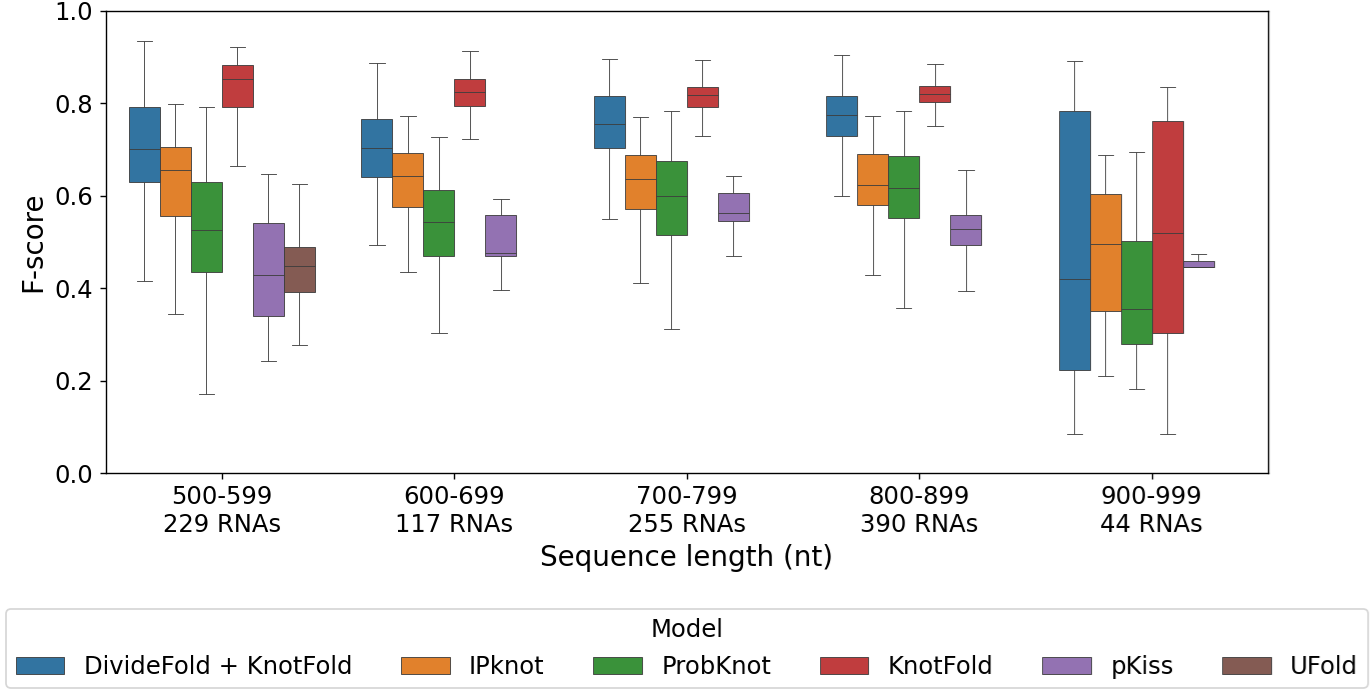 1.0
0.8
0.6
0.4
0.2
0.0
F-score
500-599 600-699 700-799 800-899 900-999
229 RNAs 117 RNAs 255 RNAs 390 RNAs 44 RNAs
Sequence length (nt)
Model
DivideFold + KnotFold IPknot ProbKnot KnotFold pKiss UFold